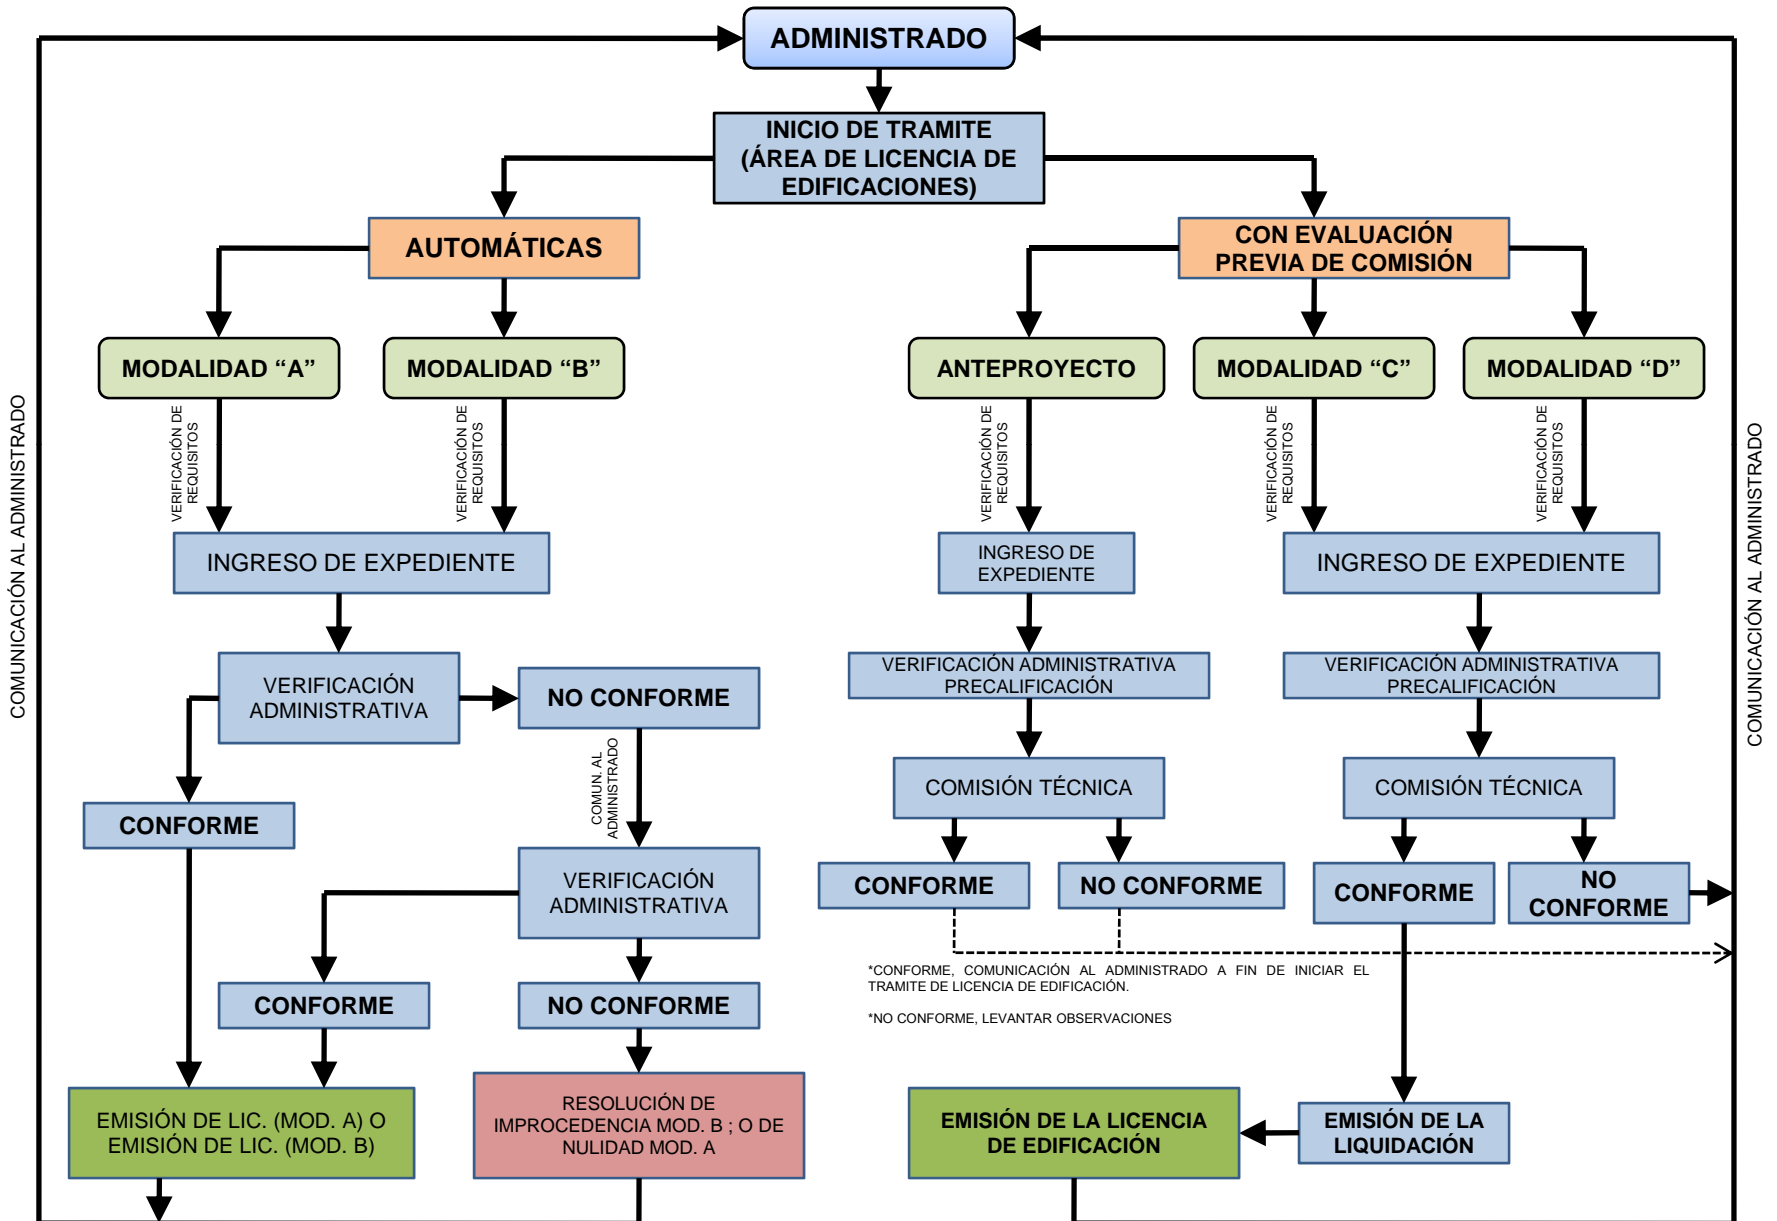 ADMINISTRADO
INICIO DE TRAMITE
(ÁREA DE LICENCIA DE
EDIFICACIONES)
AUTOMÁTICAS
CON EVALUACIÓN
PREVIA DE COMISIÓN
MODALIDAD “A”
MODALIDAD “B”
ANTEPROYECTO
MODALIDAD “C”
MODALIDAD “D”
VERIFICACIÓN DE
REQUISITOS
VERIFICACIÓN DE
REQUISITOS
VERIFICACIÓN DE
REQUISITOS
VERIFICACIÓN DE
REQUISITOS
VERIFICACIÓN DE
REQUISITOS
COMUNICACIÓN AL ADMINISTRADO
COMUNICACIÓN AL ADMINISTRADO
INGRESO DE EXPEDIENTE
INGRESO DE
EXPEDIENTE
INGRESO DE EXPEDIENTE
VERIFICACIÓN
ADMINISTRATIVA
NO CONFORME
VERIFICACIÓN ADMINISTRATIVA
PRECALIFICACIÓN
VERIFICACIÓN ADMINISTRATIVA
PRECALIFICACIÓN
COMUN. AL
ADMINISTRADO
COMISIÓN TÉCNICA
COMISIÓN TÉCNICA
CONFORME
VERIFICACIÓN
ADMINISTRATIVA
CONFORME
NO CONFORME
CONFORME
NO
CONFORME
*CONFORME, COMUNICACIÓN AL ADMINISTRADO A FIN DE INICIAR EL
TRAMITE DE LICENCIA DE EDIFICACIÓN.
*NO CONFORME, LEVANTAR OBSERVACIONES
CONFORME
NO CONFORME
EMISIÓN DE LIC. (MOD. A) O
EMISIÓN DE LIC. (MOD. B)
RESOLUCIÓN DE
IMPROCEDENCIA MOD. B ; O DE
NULIDAD MOD. A
EMISIÓN DE LA LICENCIA
DE EDIFICACIÓN
EMISIÓN DE LA
LIQUIDACIÓN